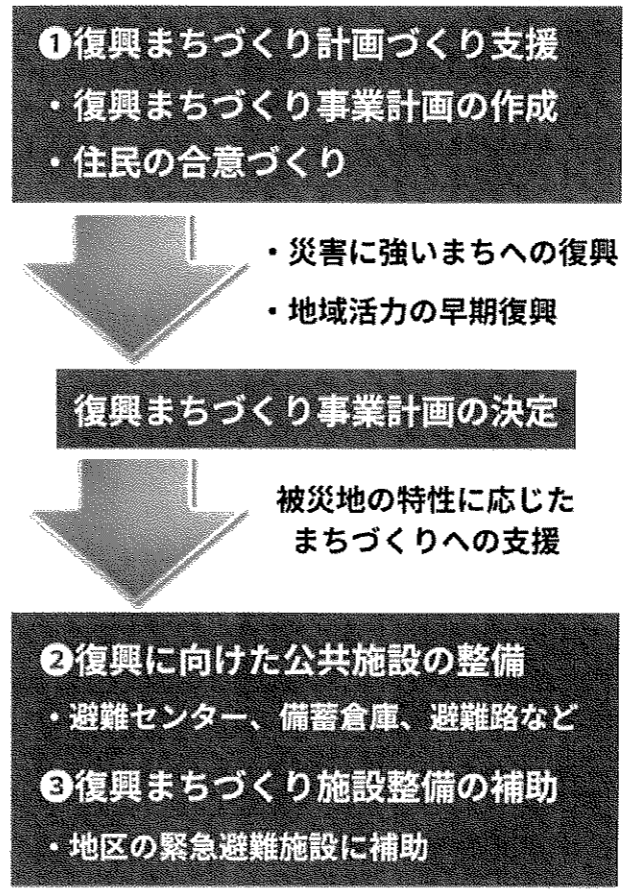 ❶復興まちづくり計画づくり支援
・復興まちづくり事業計画の作成
・住民の合意づくり
・災害に強いまちへの復興
・地域活力の早期復興
復興まちづくり事業計画の決定
被災地の特性に応じた
まちづくりへの支援
❷復興に向けた公共施設の整備
・避難センター、備蓄倉庫、避難路など
❸復興まちづくり施設整備の補助
・地区の緊急避難施設に補助